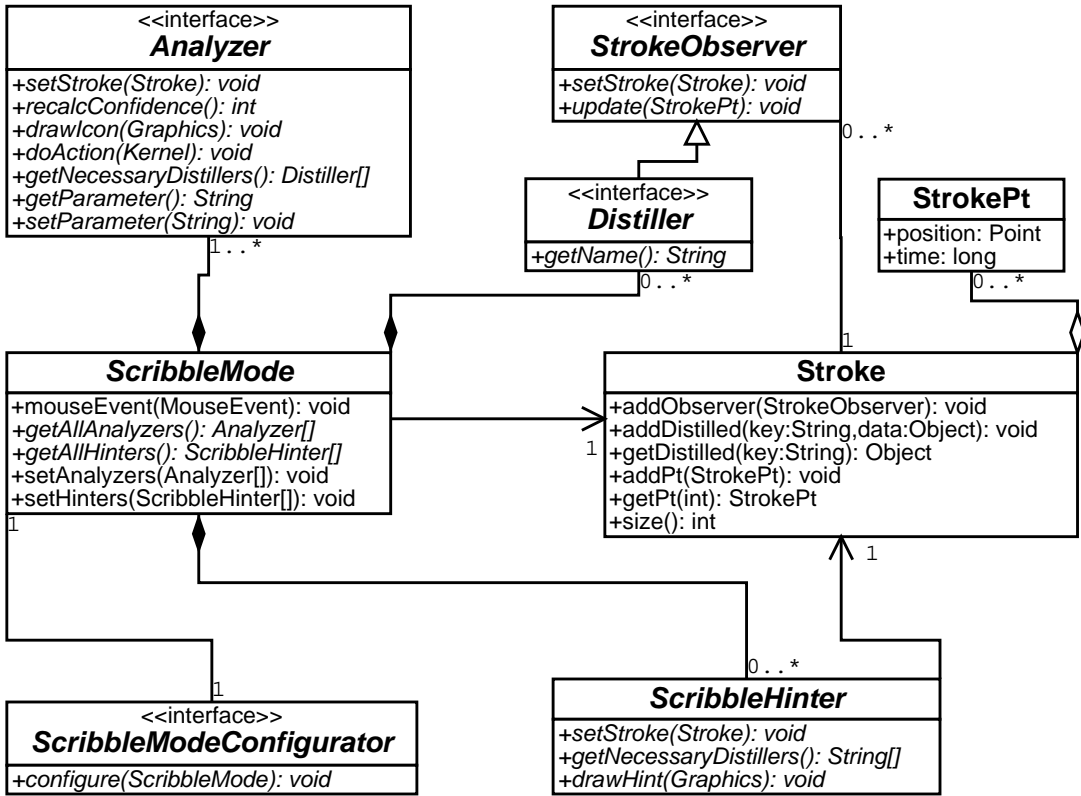 <<interface>>
Analyzer
+setStroke(Stroke): void
+recalcConfidence(): int
+drawIcon(Graphics): void
+doAction(Kernel): void
+getNecessaryDistillers(): Distiller[]
+getParameter(): String
+setParameter(String): void
1..*
<<interface>>
StrokeObserver
+setStroke(Stroke): void
+update(StrokePt): void
0..*
<<interface>>
Distiller
+getName(): String
0..*
StrokePt
+position: Point
+time: long
0..*
ScribbleMode
+mouseEvent(MouseEvent): void
+getAllAnalyzers(): Analyzer[]
+getAllHinters(): ScribbleHinter[]
+setAnalyzers(Analyzer[]): void
+setHinters(ScribbleHinter[]): void
1
1
1
Stroke
+addObserver(StrokeObserver): void
+addDistilled(key:String,data:Object): void
+getDistilled(key:String): Object
+addPt(StrokePt): void
+getPt(int): StrokePt
+size(): int
1
1
<<interface>>
ScribbleModeConfigurator
+configure(ScribbleMode): void
0..*
ScribbleHinter
+setStroke(Stroke): void
+getNecessaryDistillers(): String[]
+drawHint(Graphics): void